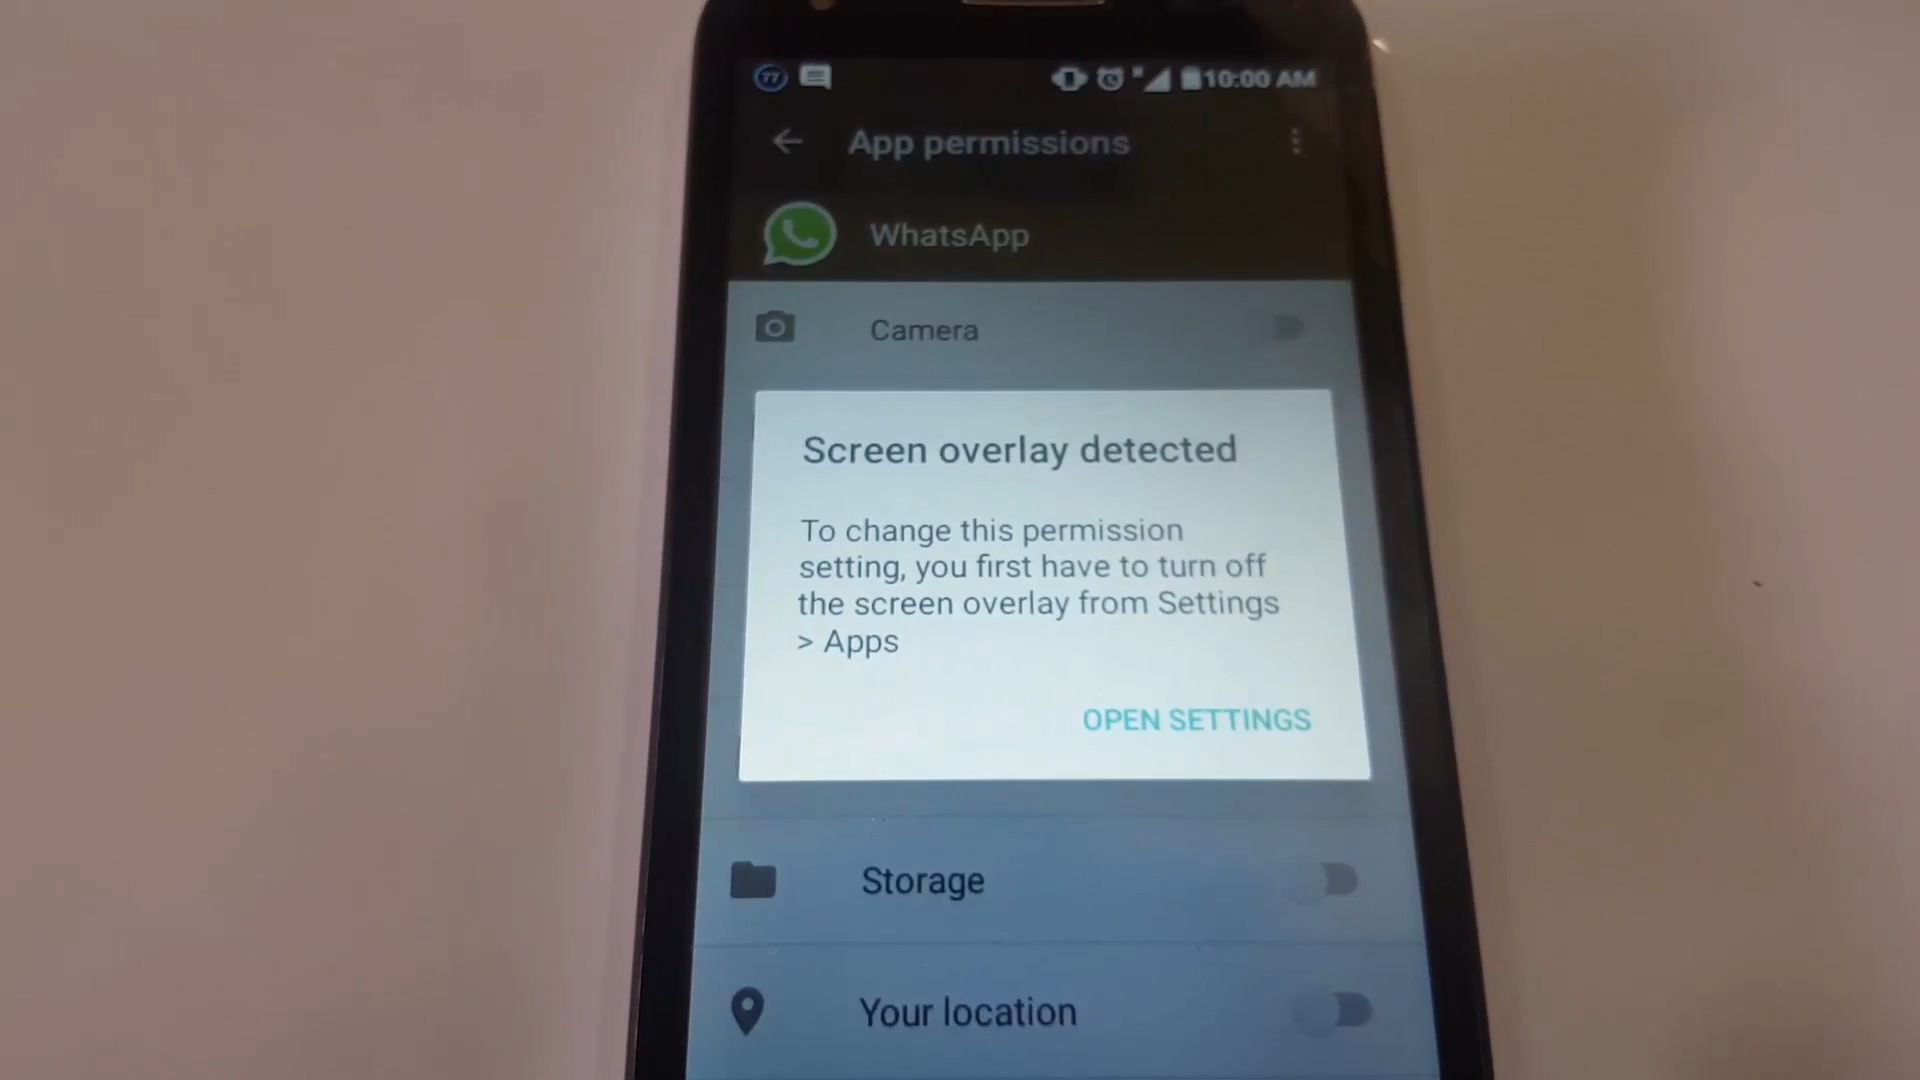 77
10:00 AM
App permissions
WhatsApp
Camera
Screen overlay detected
To change this permission
setting, you first have to turn off
the screen overlay from Settings
> Apps
OPEN SETTINGS
Storage
Your location